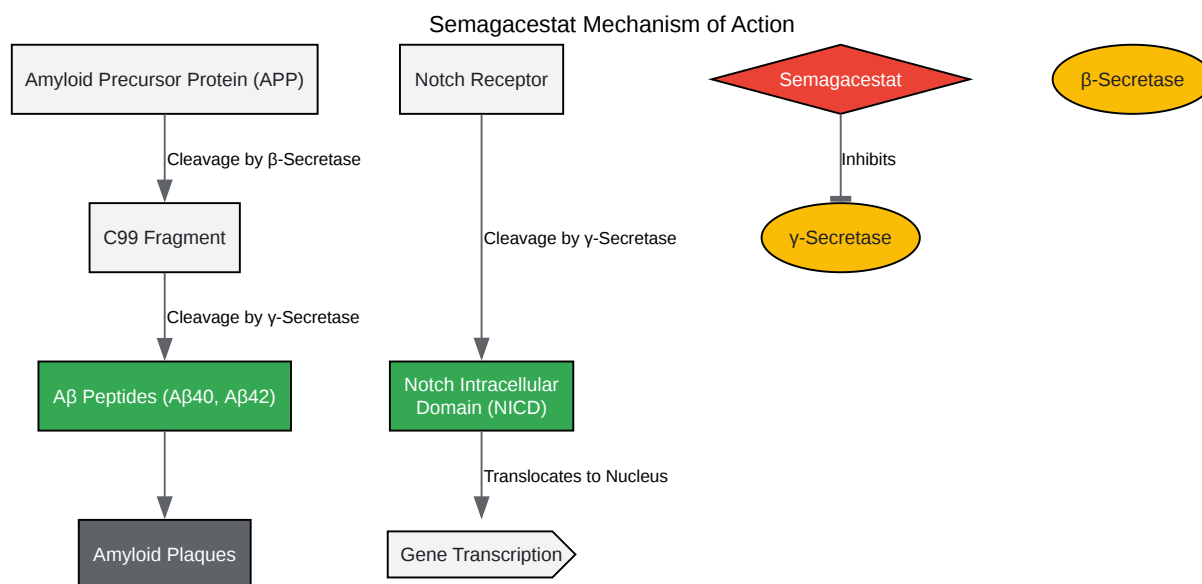 Semagacestat Mechanism of Action
Amyloid Precursor Protein (APP)
Notch Receptor
Semagacestat
β-Secretase
Cleavage by β-Secretase
Inhibits
C99 Fragment
Cleavage by γ-Secretase
γ-Secretase
Cleavage by γ-Secretase
Aβ Peptides (Aβ40, Aβ42)
Notch Intracellular
Domain (NICD)
Translocates to Nucleus
Amyloid Plaques
Gene Transcription